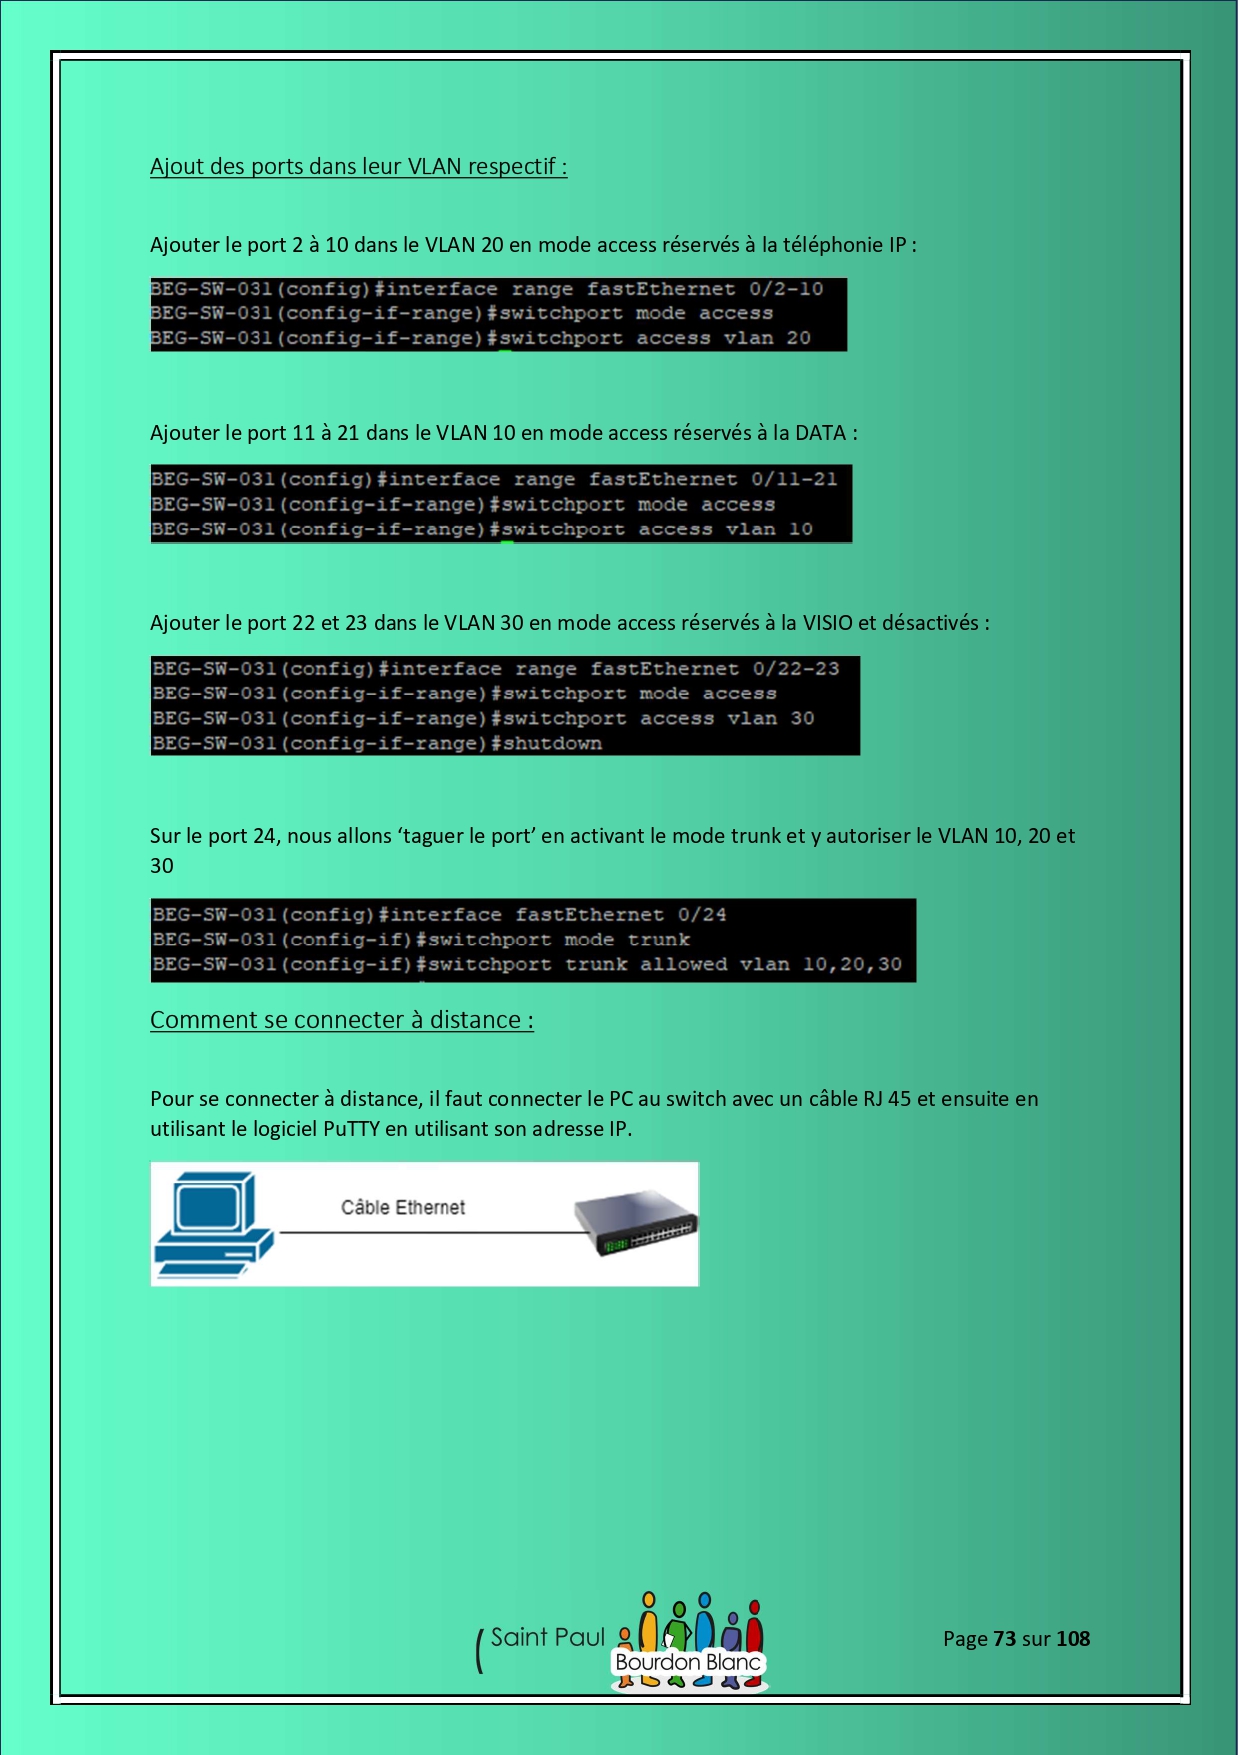 Ajout des ports dans leur VLAN respectif :
Ajouter le port 2 à 10 dans le VLAN 20 en mode access réservés à la téléphonie IP :
BEG-SW-031(config)#interface range fastEthernet 0/2-10
BEG-SW-031(config-if-range)#switchport mode access
BEG-SW-031(config-if-range)#switchport access vlan 20
Ajouter le port 11 à 21 dans le VLAN 10 en mode access réservés à la DATA :
BEG-SW-031(config)#interface range fastEthernet 0/11-21
BEG-SW-031(config-if-range)#switchport mode access
BEG-SW-031(config-if-range)#switchport access vlan 10
Ajouter le port 22 et 23 dans le VLAN 30 en mode access réservés à la VISIO et désactivés :
BEG-SW-031(config)#interface range fastEthernet 0/22-23
BEG-SW-031(config-if-range)#switchport mode access
BEG-SW-031(config-if-range)#switchport access vlan 30
BEG-SW-031(config-if-range)#shutdown
Sur le port 24, nous allons ‘taguer le port’ en activant le mode trunk et y autoriser le VLAN 10, 20 et
30
BEG-SW-031(config)#interface fastEthernet 0/24
BEG-SW-031(config-if)#switchport mode trunk
BEG-SW-031(config-if)#switchport trunk allowed vlan 10,20,30
Comment se connecter à distance :
Pour se connecter à distance, il faut connecter le PC au switch avec un câble RJ 45 et ensuite en
utilisant le logiciel PuTTY en utilisant son adresse IP.
Câble Ethernet
Saint Paul
Bourdon Blanc
Page 73 sur 108